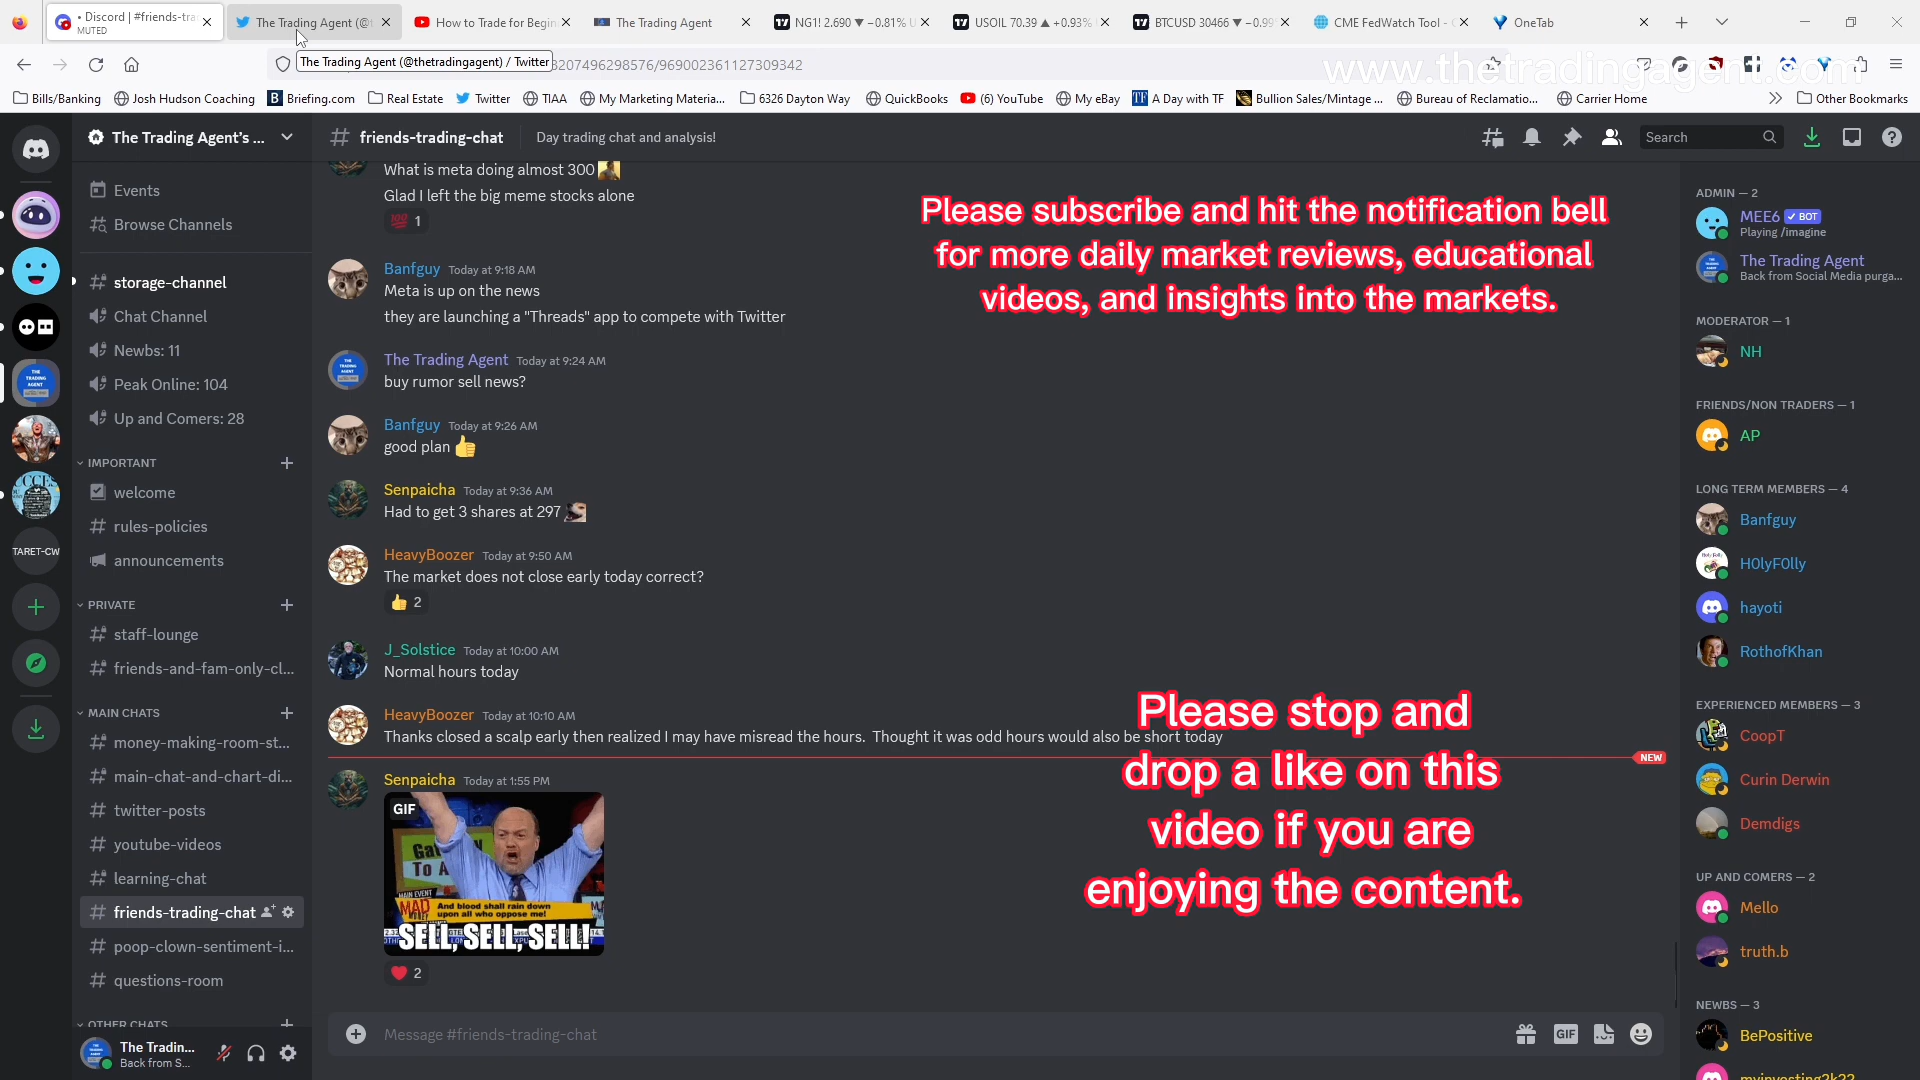 • Discord | #friends-tra
MUTED
The Trading Agent (@t
How to Trade for Begin
The Trading Agent
NG1! 2.690 ▼ −0.81% U
USOIL 70.39 ▲ +0.93%
BTCUSD 30466 ▼ −0.99
CME FedWatch Tool -
OneTab
The Trading Agent (@thetradingagent) / Twitter
8207496298576/969002361127309342
www.thetradingagent.com
Bills/Banking
Josh Hudson Coaching
Briefing.com
Real Estate
Twitter
TIAA
My Marketing Materia...
6326 Dayton Way
QuickBooks
(6) YouTube
My eBay
A Day with TF
Bullion Sales/Mintage ...
Bureau of Reclamatio...
Carrier Home
Other Bookmarks
The Trading Agent's ...
friends-trading-chat
Day trading chat and analysis!
Search
Events
Browse Channels
storage-channel
Chat Channel
Newbs: 11
Peak Online: 104
Up and Comers: 28
IMPORTANT
welcome
rules-policies
announcements
PRIVATE
staff-lounge
friends-and-fam-only-cl...
MAIN CHATS
money-making-room-st...
main-chat-and-chart-di...
twitter-posts
youtube-videos
learning-chat
friends-trading-chat
poop-clown-sentiment-i...
questions-room
OTHER CHATS
TARET-CW
The Tradin...
Back from S...
What is meta doing almost 300
Glad I left the big meme stocks alone
100 1
Banfguy Today at 9:18 AM
Meta is up on the news
they are launching a "Threads" app to compete with Twitter
The Trading Agent Today at 9:24 AM
buy rumor sell news?
Banfguy Today at 9:26 AM
good plan
Senpaicha Today at 9:36 AM
Had to get 3 shares at 297
HeavyBoozer Today at 9:50 AM
The market does not close early today correct?
2
J_Solstice Today at 10:00 AM
Normal hours today
HeavyBoozer Today at 10:10 AM
Thanks closed a scalp early then realized I may have misread the hours. Thought it was odd hours would also be short today
NEW
Senpaicha Today at 1:55 PM
GIF
MAIN EVENT
MAD
And blood shall rain down
upon all who oppose me!
SELL, SELL, SELL!
2
Message #friends-trading-chat
GIF
Please subscribe and hit the notification bell
for more daily market reviews, educational
videos, and insights into the markets.
Please stop and
drop a like on this
video if you are
enjoying the content.
ADMIN — 2
MEE6 ✓ BOT
Playing /imagine
The Trading Agent
Back from Social Media purga...
MODERATOR — 1
NH
FRIENDS/NON TRADERS — 1
AP
LONG TERM MEMBERS — 4
Banfguy
H0lyF0lly
hayoti
RothofKhan
EXPERIENCED MEMBERS — 3
CoopT
Curin Derwin
Demdigs
UP AND COMERS — 2
Mello
truth.b
NEWBS — 3
BePositive
myinvesting2k22